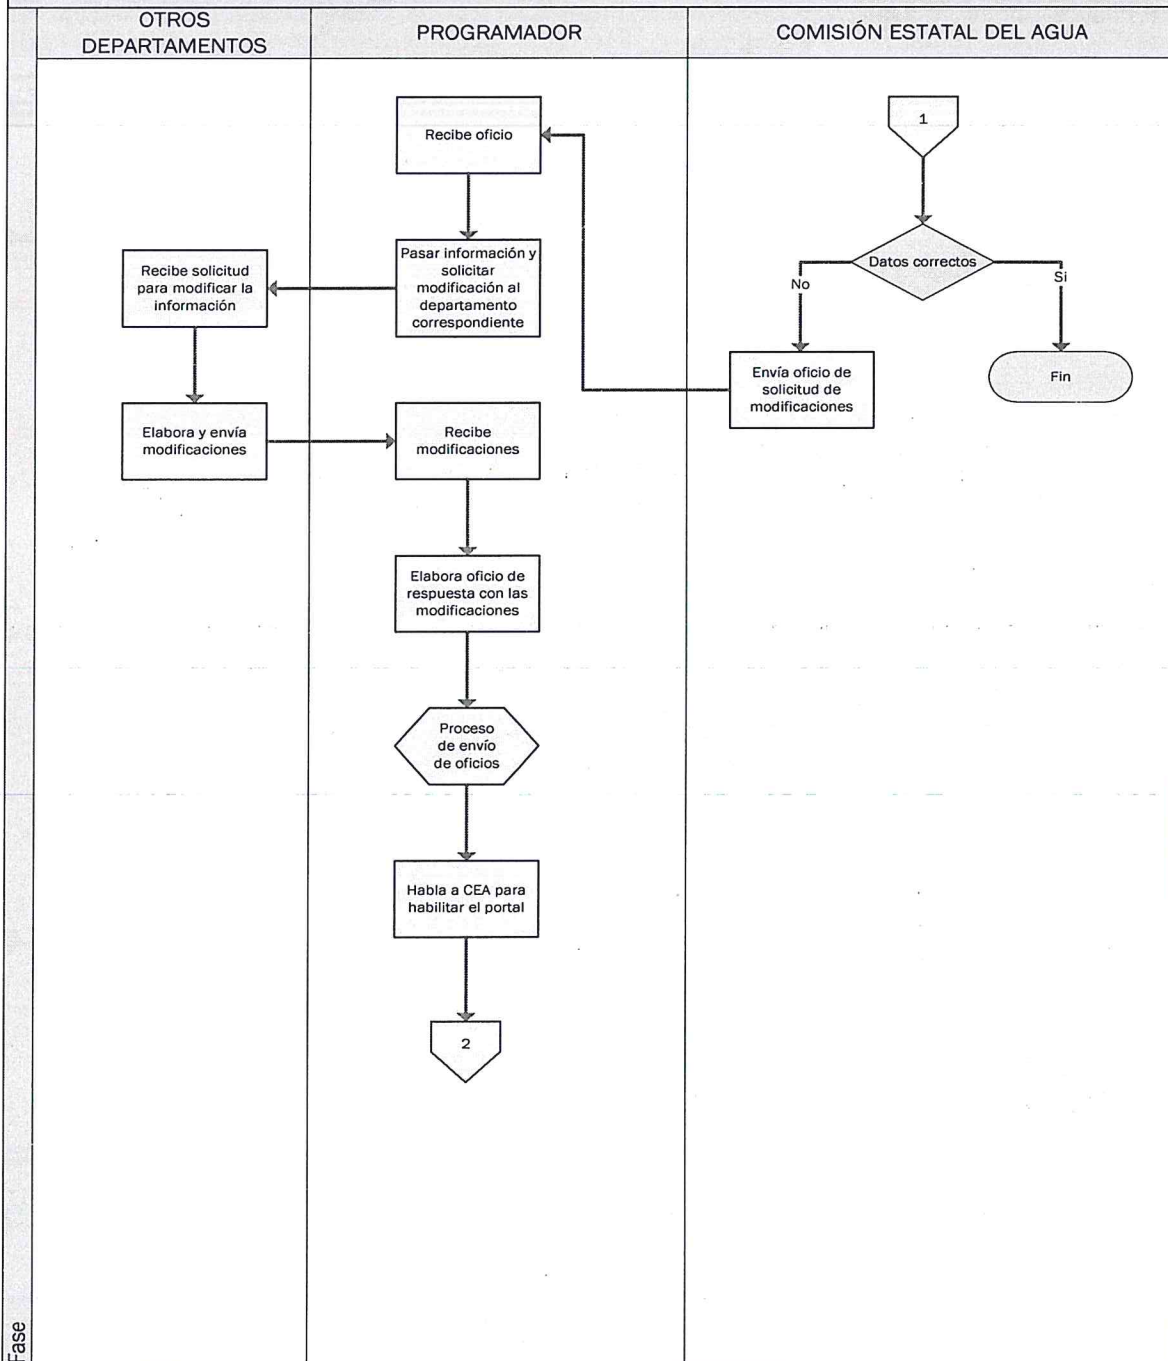 OTROS
DEPARTAMENTOS
PROGRAMADOR
COMISIÓN ESTATAL DEL AGUA
1
Recibe oficio
Datos correctos
No
Si
Pasar información y
solicitar
modificación al
departamento
correspondiente
Recibe solicitud
para modificar la
información
Envía oficio de
solicitud de
modificaciones
Fin
Elabora y envía
modificaciones
Recibe
modificaciones
Elabora oficio de
respuesta con las
modificaciones
Proceso
de envío
de oficios
Habla a CEA para
habilitar el portal
2
Fase